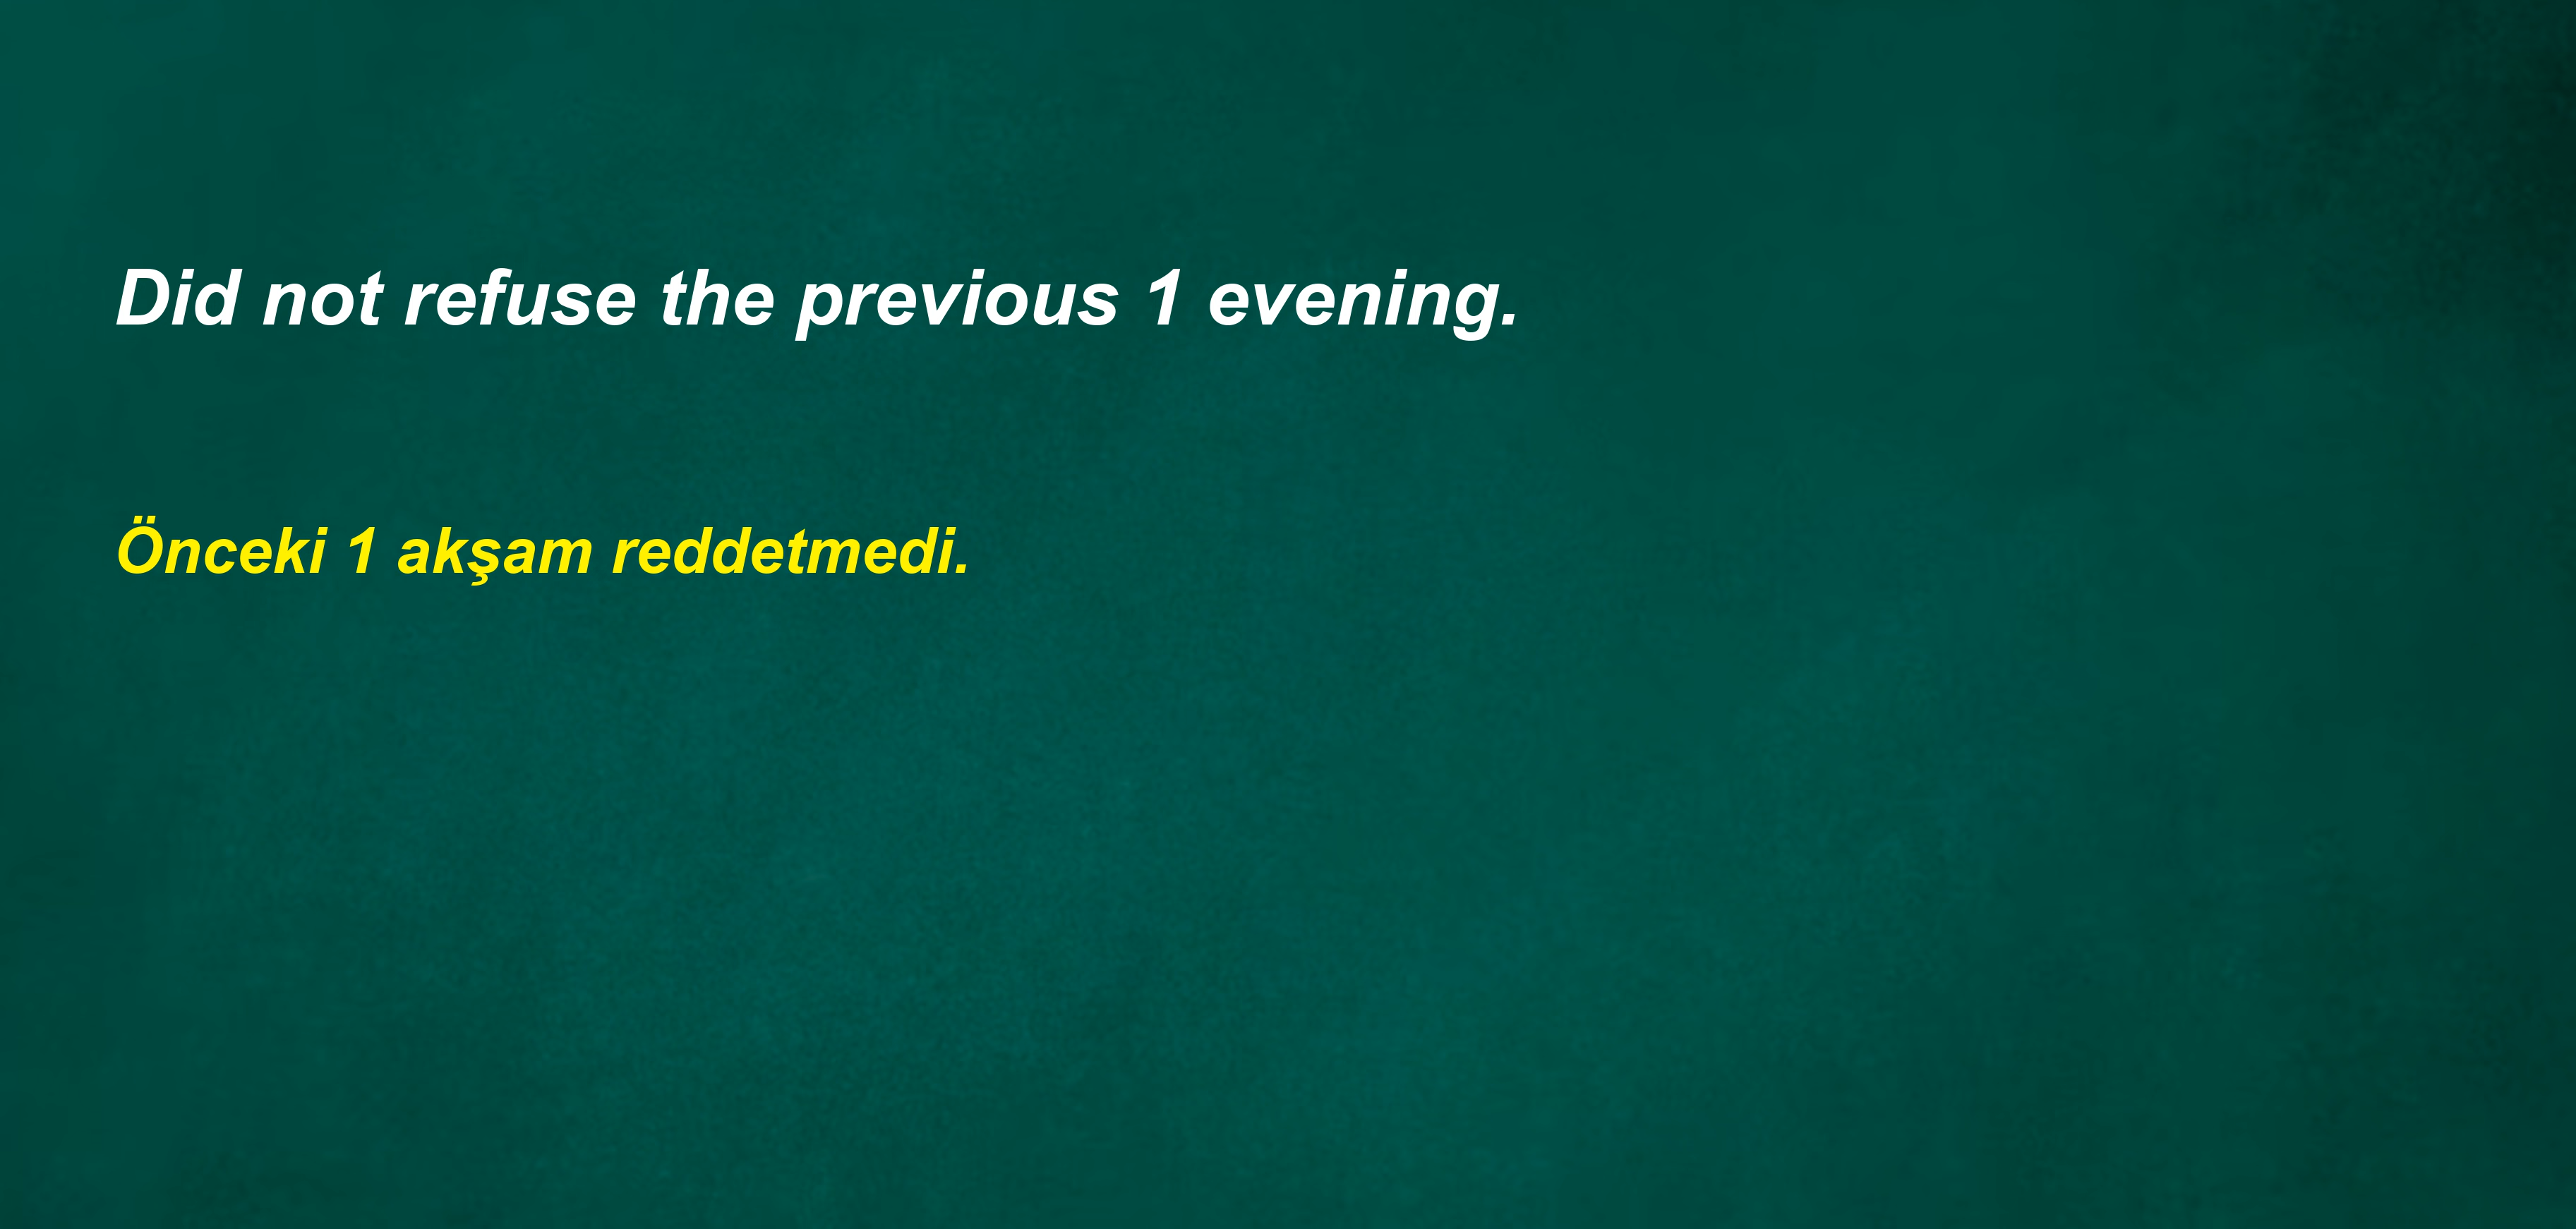 Did not refuse the previous 1 evening.
Önceki 1 akşam reddetmedi.